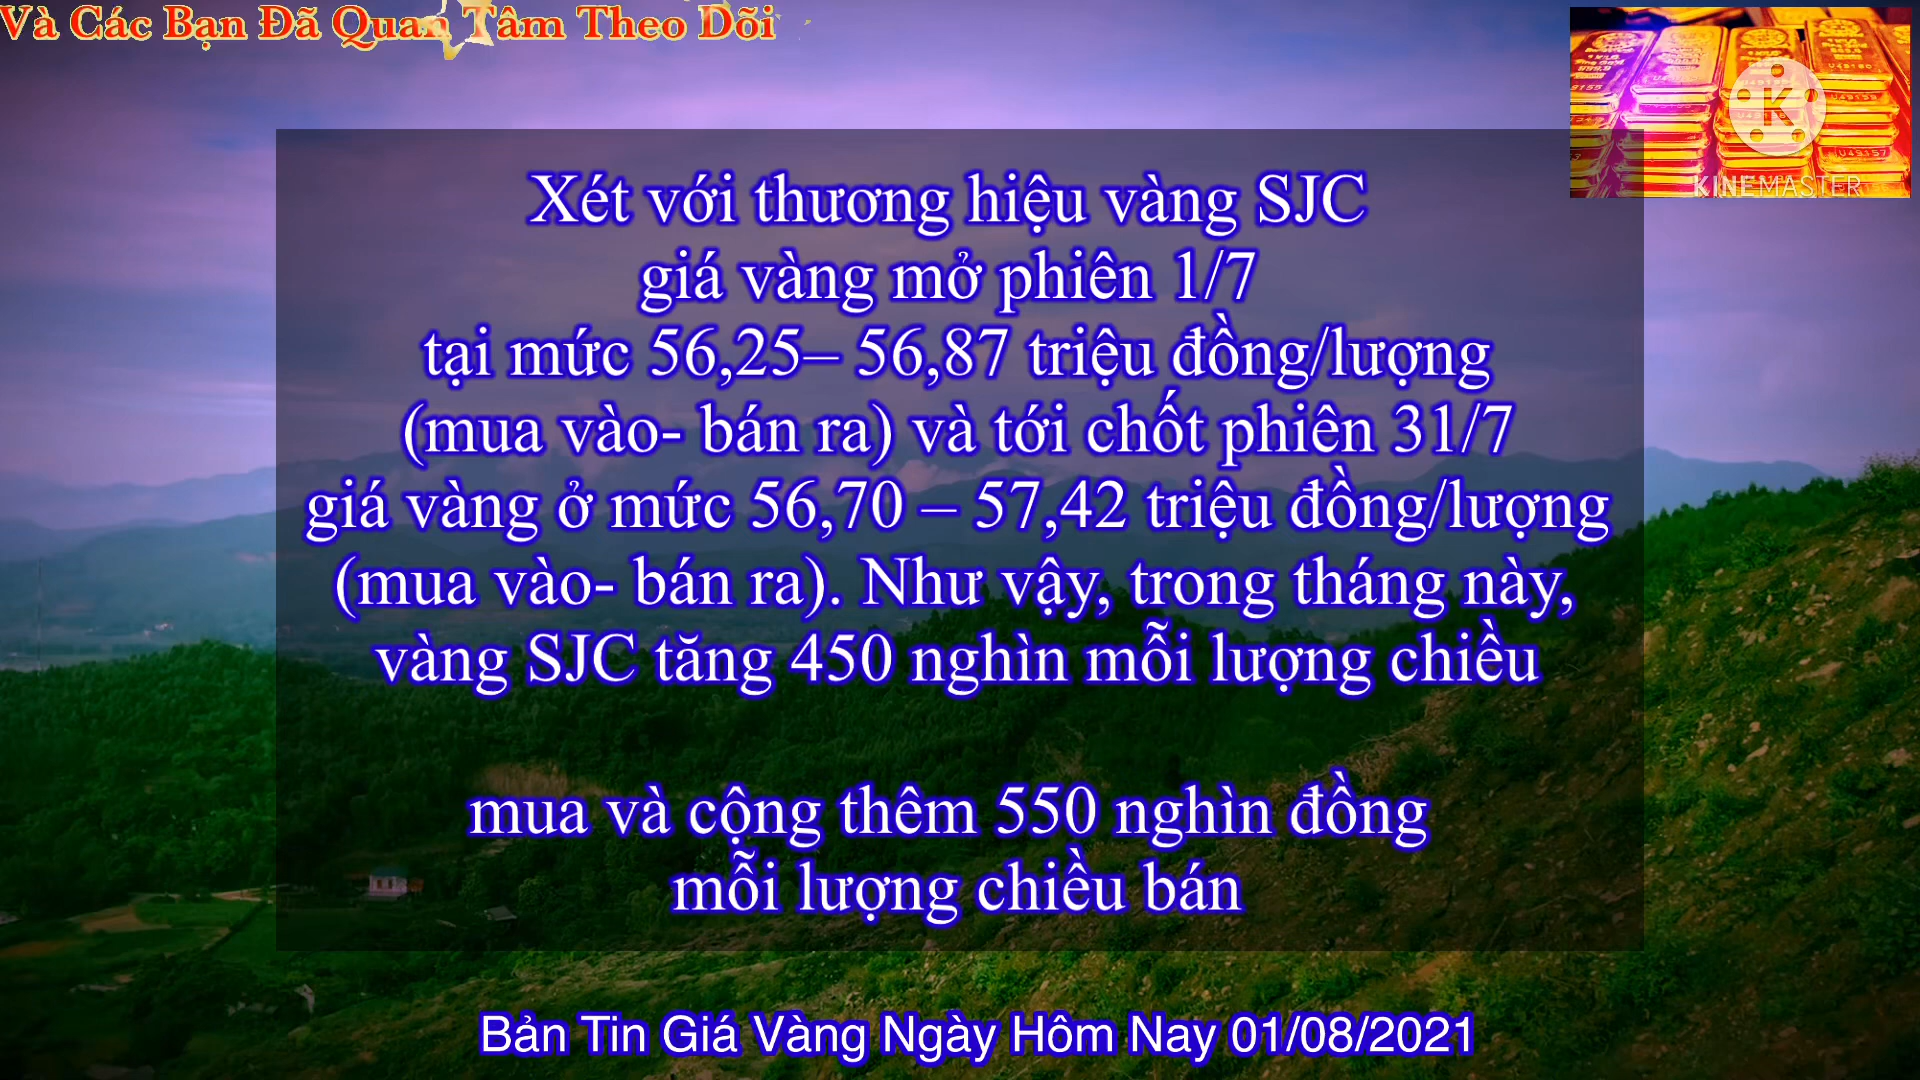 Và Các Bạn Đã Quan Tâm Theo Dõi
KINEMASTER
Xét với thương hiệu vàng SJC
giá vàng mở phiên 1/7
tại mức 56,25– 56,87 triệu đồng/lượng
(mua vào- bán ra) và tới chốt phiên 31/7
giá vàng ở mức 56,70 – 57,42 triệu đồng/lượng
(mua vào- bán ra). Như vậy, trong tháng này,
vàng SJC tăng 450 nghìn mỗi lượng chiều
mua và cộng thêm 550 nghìn đồng
mỗi lượng chiều bán
Bản Tin Giá Vàng Ngày Hôm Nay 01/08/2021